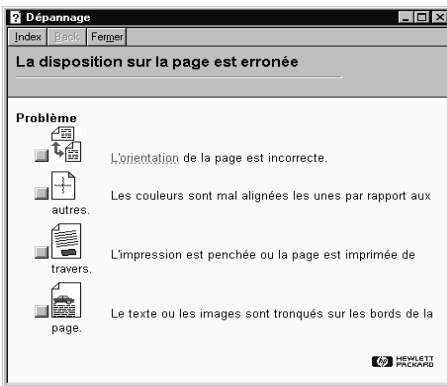 Dépannage
Index Back Fermer
La disposition sur la page est erronée
Problème
L'orientation de la page est incorrecte.
Les couleurs sont mal alignées les unes par rapport aux
autres.
L'impression est penchée ou la page est imprimée de
travers.
Le texte ou les images sont tronqués sur les bords de la
page.
hp HEWLETT
PACKARD